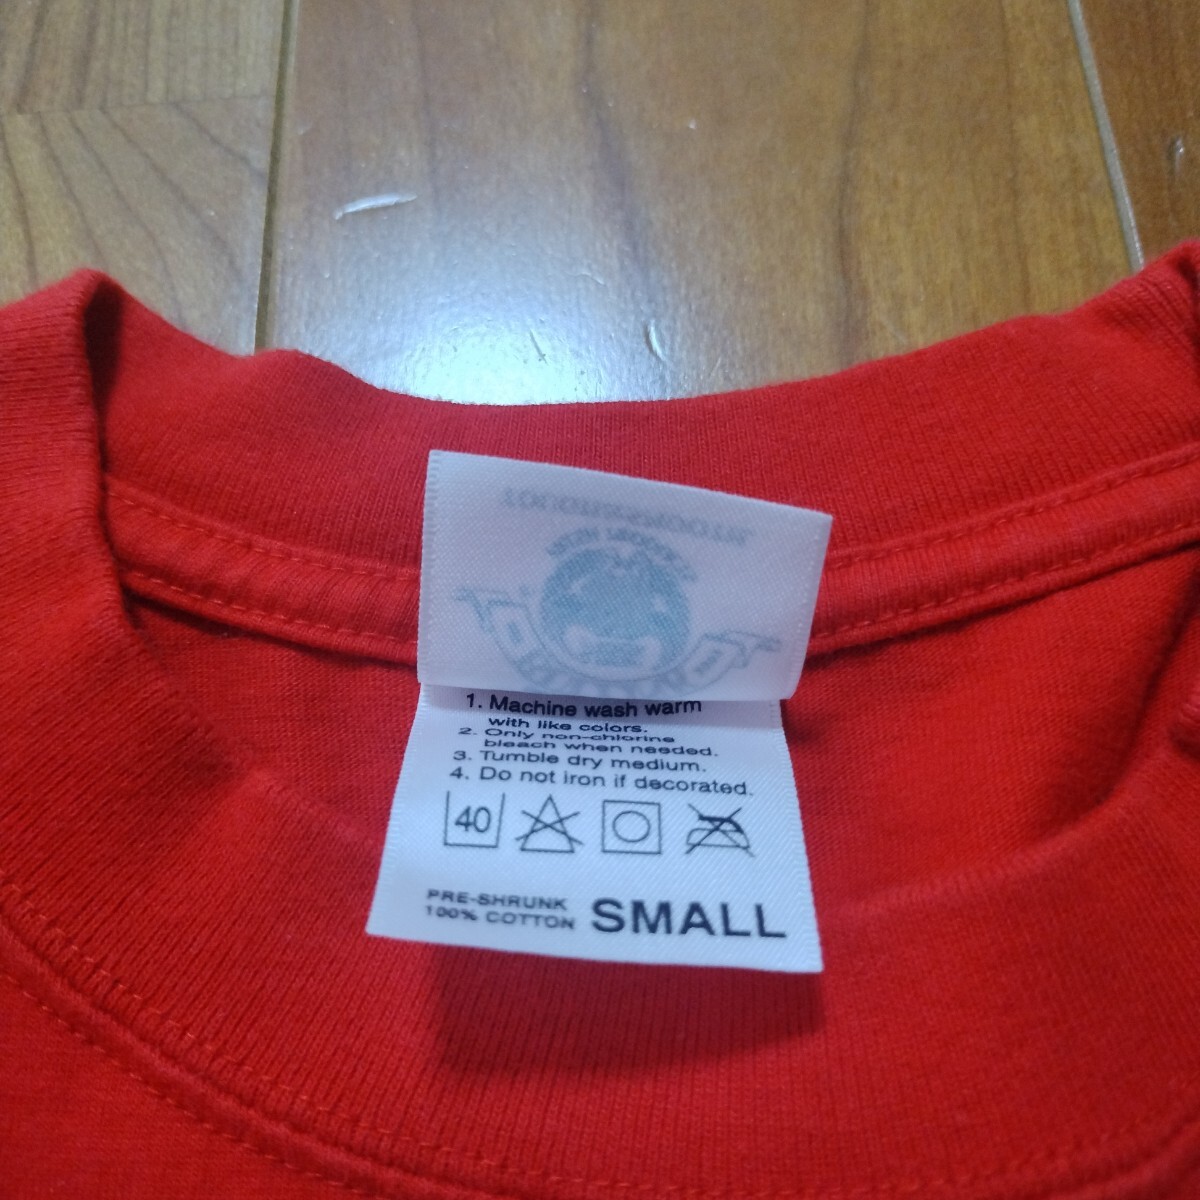 1. Machine wash warm
with like colors.
2. Only non-chlorine
bleach when needed.
3. Tumble dry medium.
4. Do not iron if decorated.
40
PRE-SHRUNK
100% COTTON SMALL